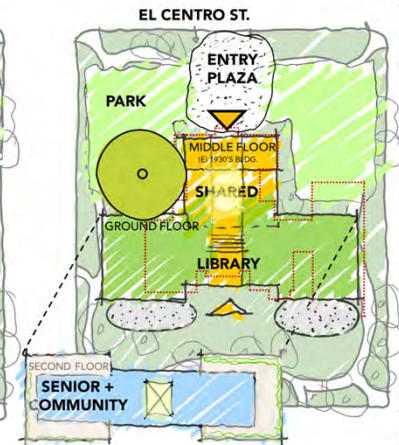 EL CENTRO ST.
ENTRY
PLAZA
PARK
MIDDLE FLOOR
(E) 1930'S BLDG.
SHARED
GROUND FLOOR
LIBRARY
SECOND FLOOR
SENIOR +
COMMUNITY